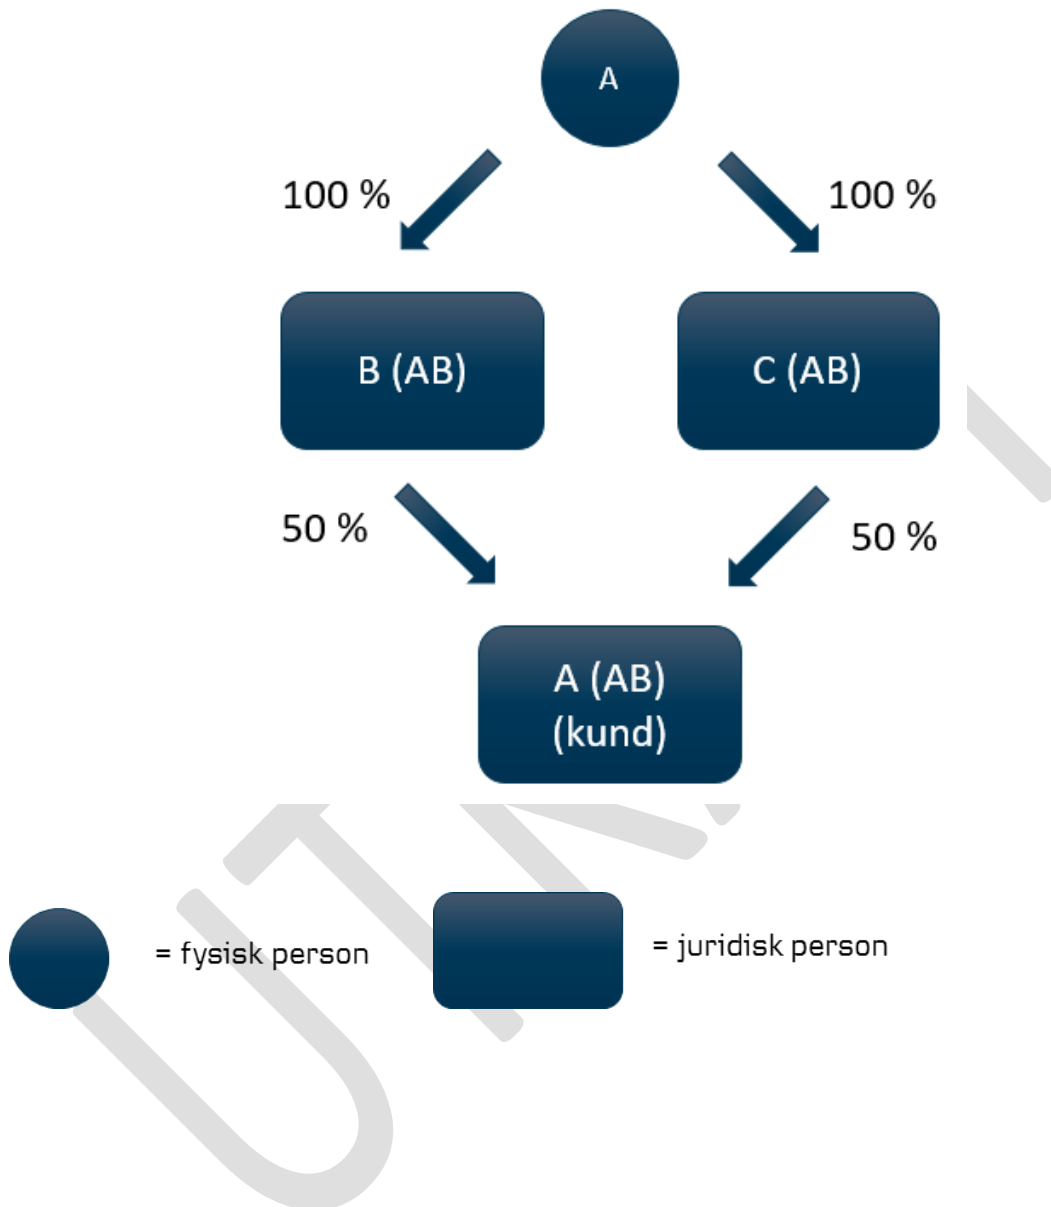 A
100 %
100 %
B (AB)
C (AB)
50 %
50 %
A (AB)
(kund)
= fysisk person
= juridisk person